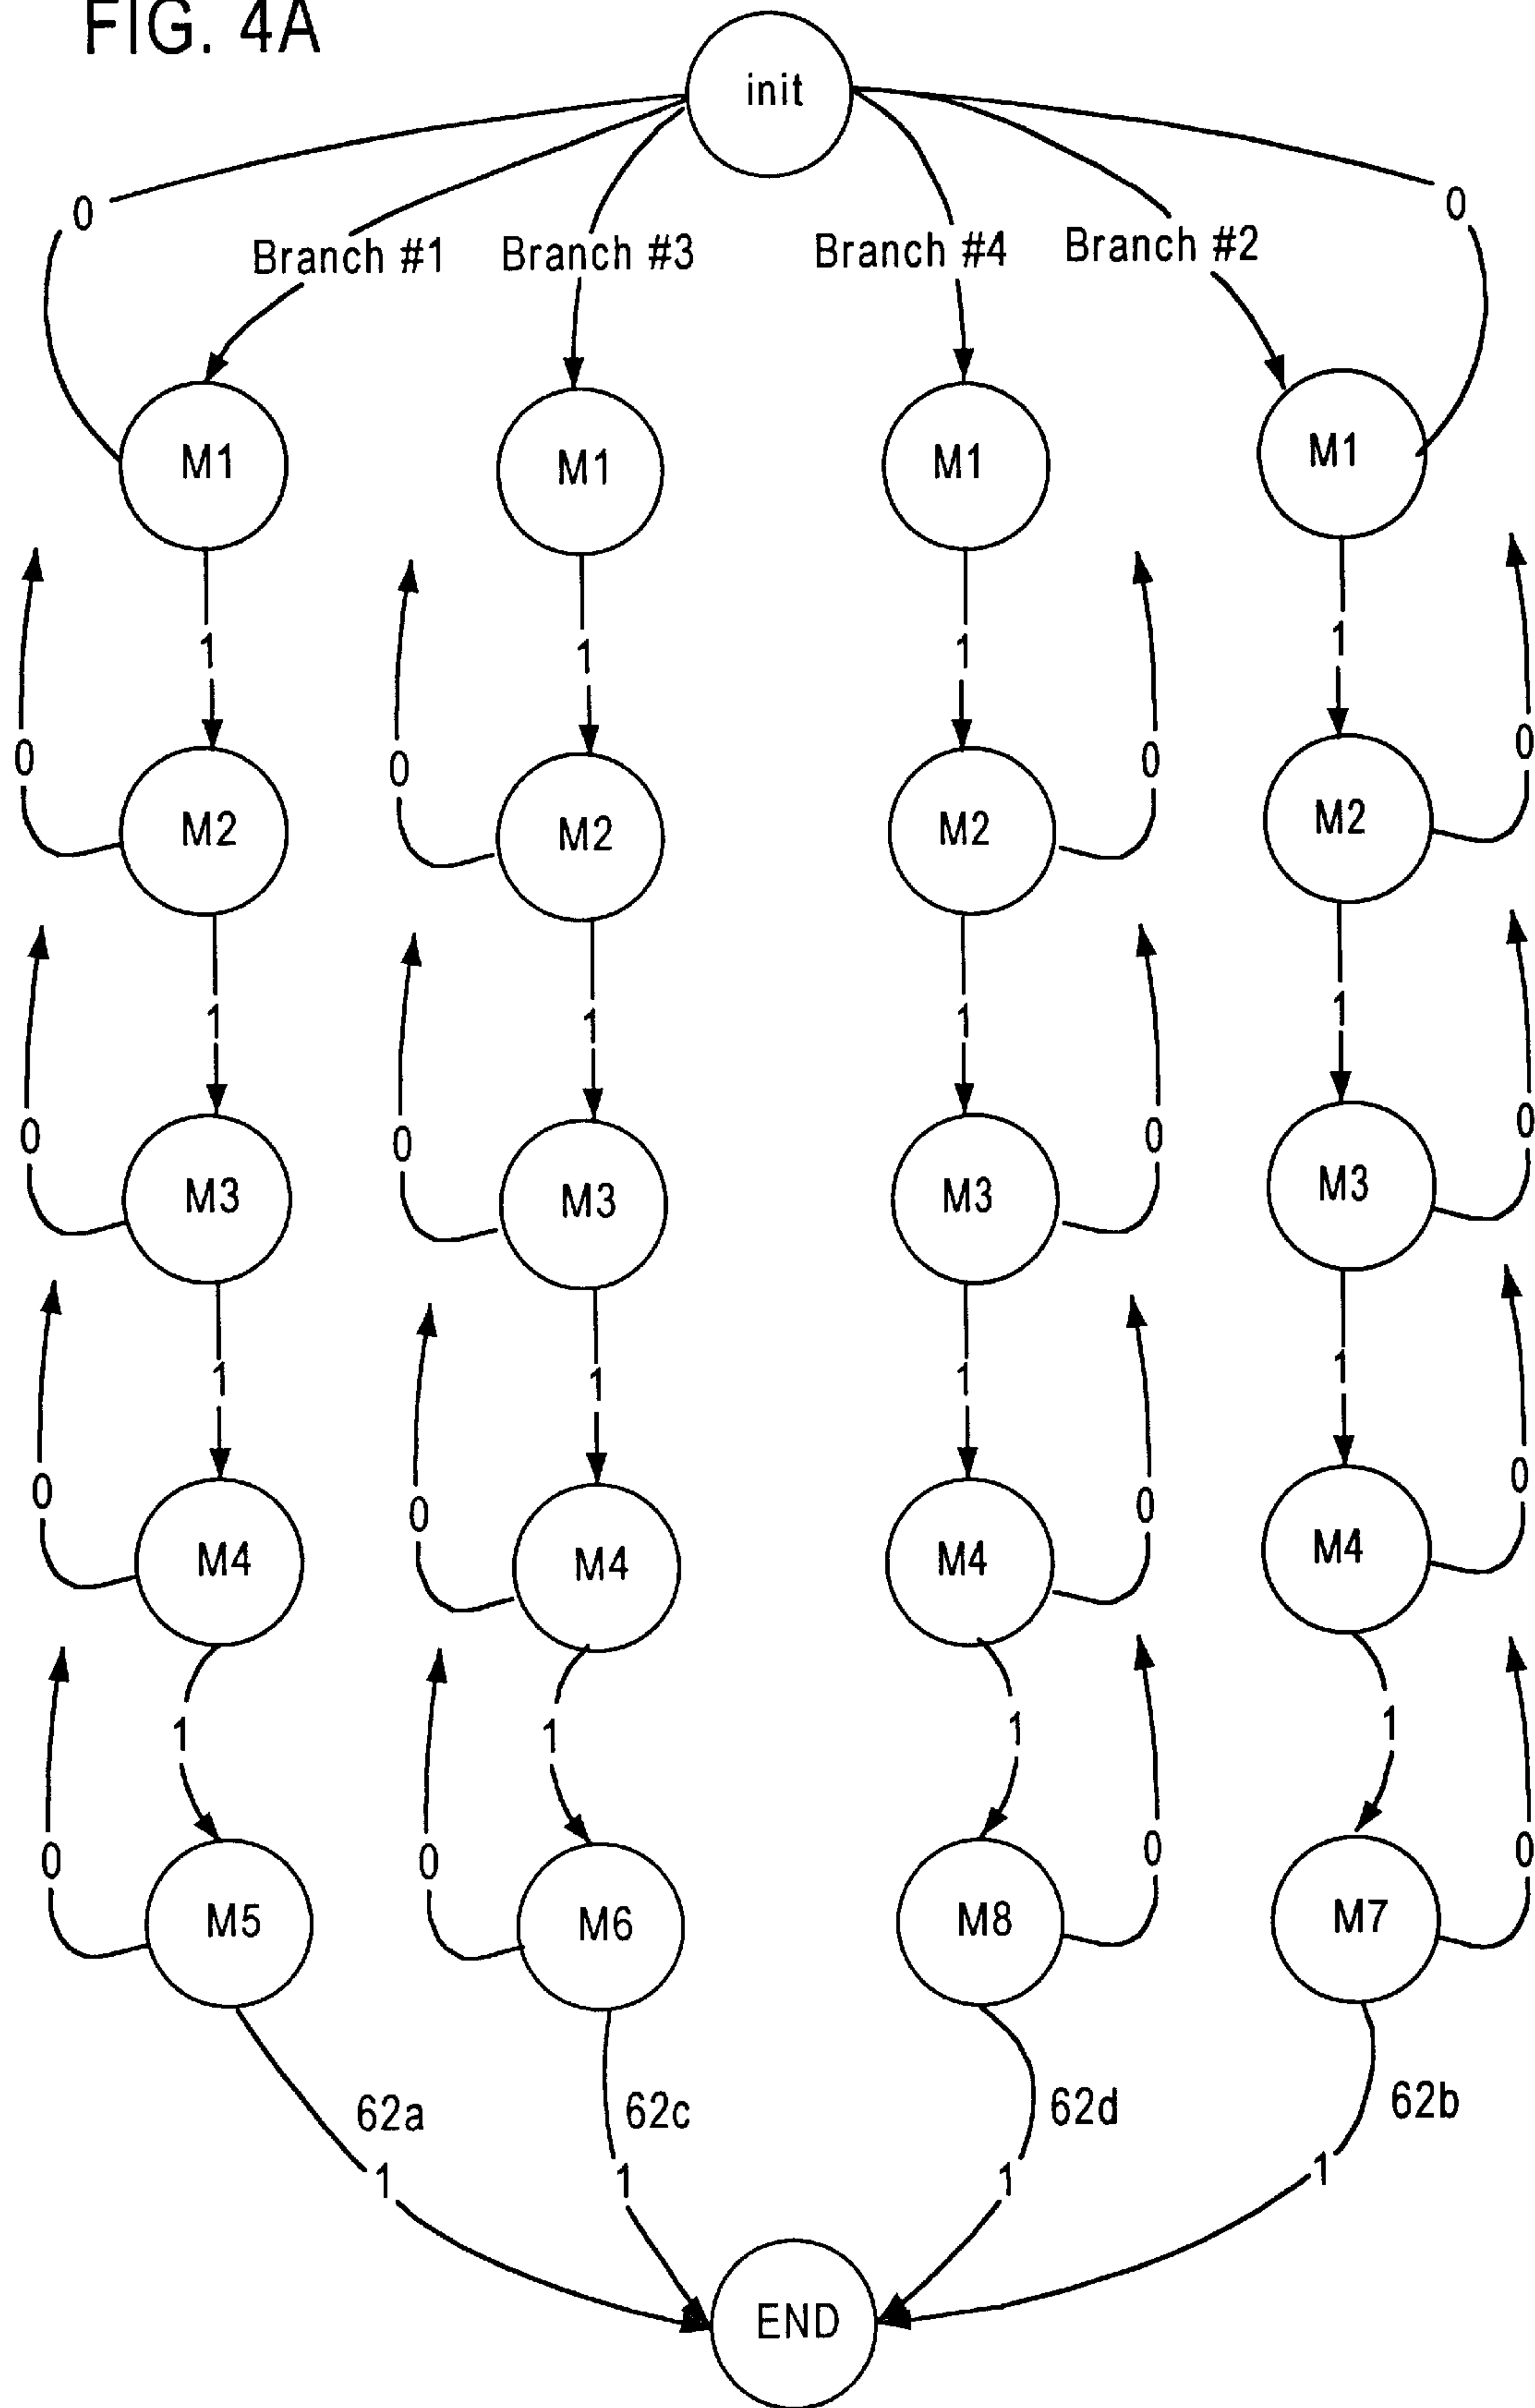 FIG. 4A
init
0 0
Branch #1 Branch #3 Branch #4 Branch #2
M1 M1 M1 M1
1 1 1 1
0 0 0 0
M2 M2 M2 M2
1 1 1 1
0 0 0 0
M3 M3 M3 M3
1 1 1 1
0 0 0 0
M4 M4 M4 M4
1 1 1 1
0 0 0 0
M5 M6 M8 M7
62a 62c 62d 62b
1 1 1 1
END